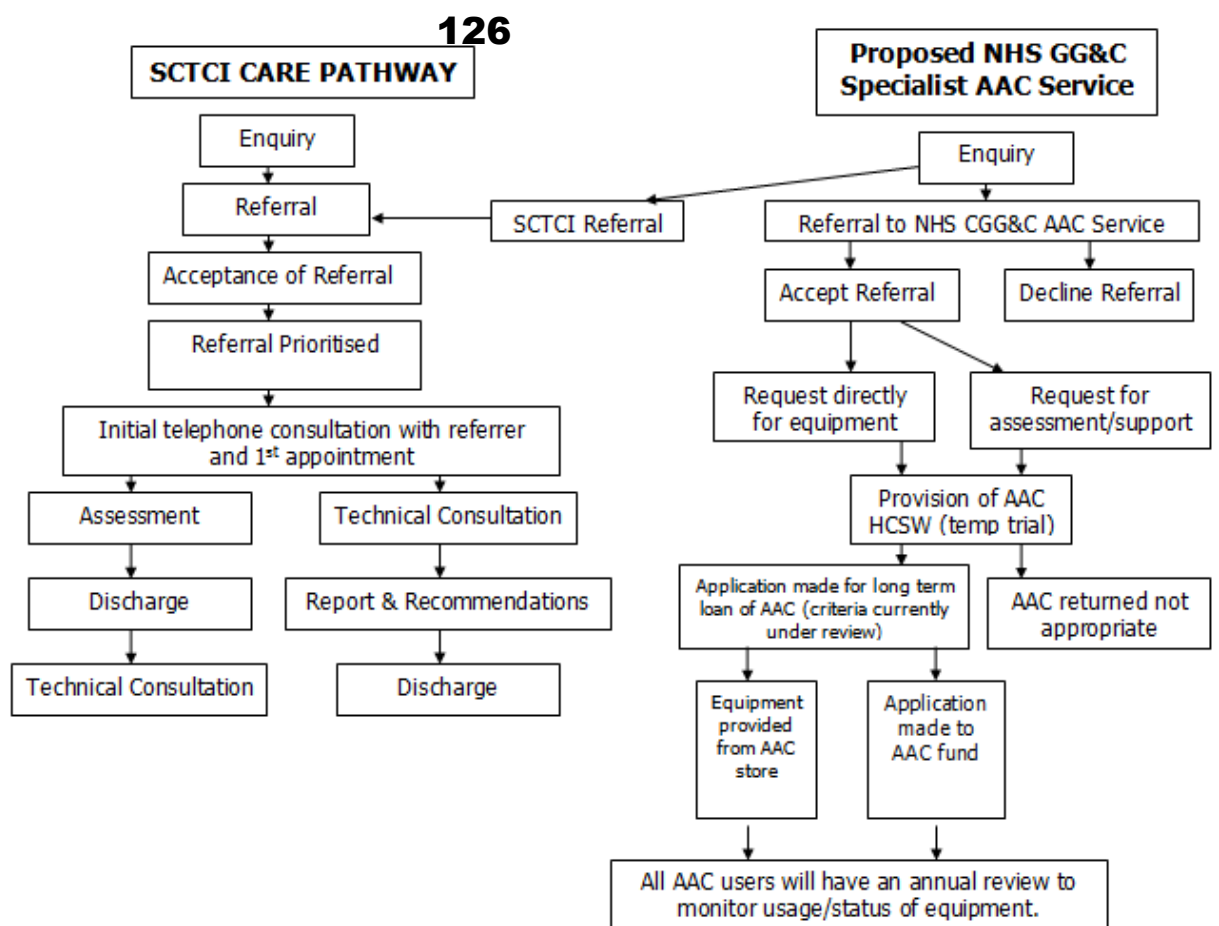 126
SCTCI CARE PATHWAY
Enquiry
Referral
Acceptance of Referral
Referral Prioritised
Initial telephone consultation with referrer
and 1st appointment
Assessment
Technical Consultation
Discharge
Report & Recommendations
Technical Consultation
Discharge
Proposed NHS GG&C
Specialist AAC Service
Enquiry
SCTCI Referral
Referral to NHS CGG&C AAC Service
Accept Referral
Decline Referral
Request directly
for equipment
Request for
assessment/support
Provision of AAC
HCSW (temp trial)
Application made for long term
loan of AAC (criteria currently
under review)
AAC returned not
appropriate
Equipment
provided
from AAC
store
Application
made to
AAC fund
All AAC users will have an annual review to
monitor usage/status of equipment.